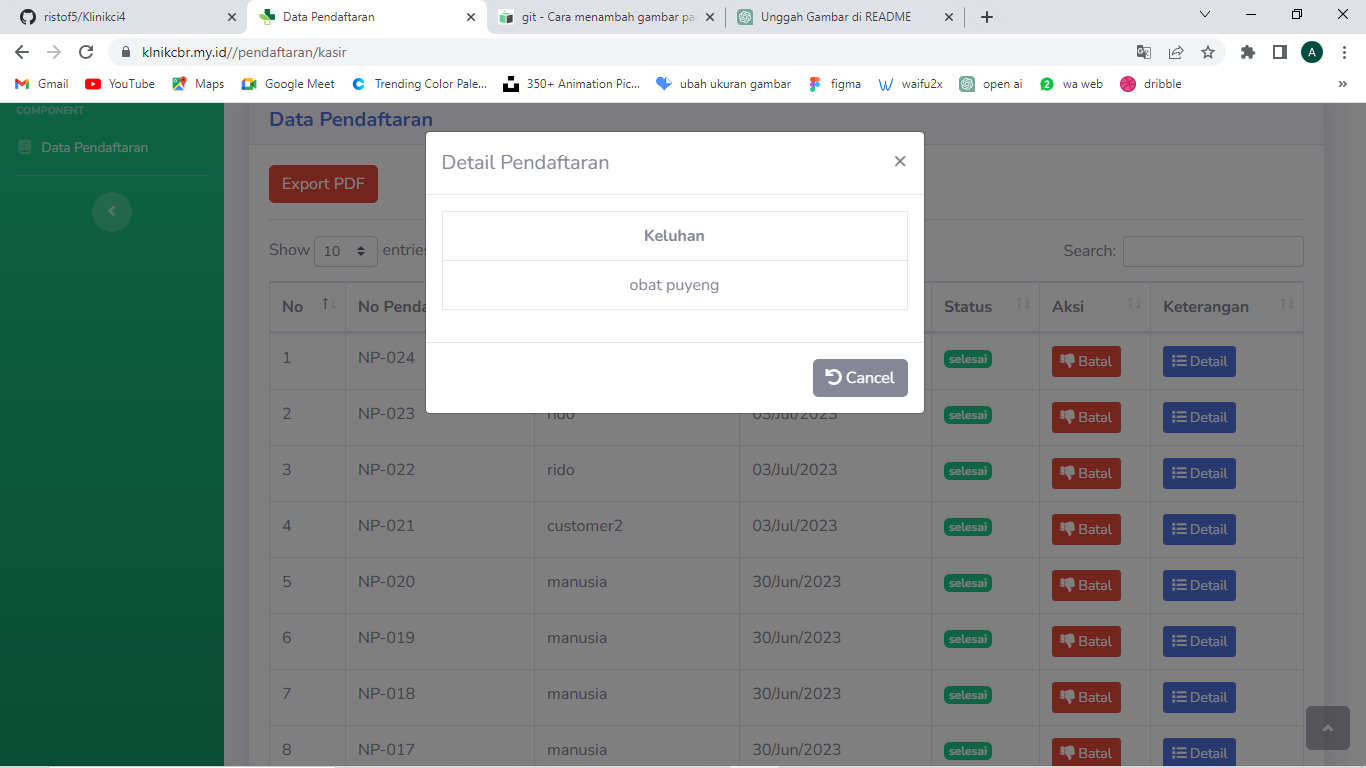 ristof5/Klinikci4
Data Pendaftaran
git - Cara menambah gambar pa
Unggah Gambar di README
klnikcbr.my.id//pendaftaran/kasir
A
Gmail
YouTube
Maps
Google Meet
Trending Color Pale...
350+ Animation Pic...
ubah ukuran gambar
figma
waifu2x
open ai
2
wa web
dribble
»
COMPONENT
Data Pendaftaran
Data Pendaftaran
Export PDF
Show 10 entries
Search:
Detail Pendaftaran
×
Keluhan
obat puyeng
Cancel
No No Penda Status Aksi Keterangan
1 NP-024 selesai Batal Detail
2 NP-023 rido 03/Jul/2023 selesai Batal Detail
3 NP-022 rido 03/Jul/2023 selesai Batal Detail
4 NP-021 customer2 03/Jul/2023 selesai Batal Detail
5 NP-020 manusia 30/Jun/2023 selesai Batal Detail
6 NP-019 manusia 30/Jun/2023 selesai Batal Detail
7 NP-018 manusia 30/Jun/2023 selesai Batal Detail
8 NP-017 manusia 30/Jun/2023 selesai Batal Detail